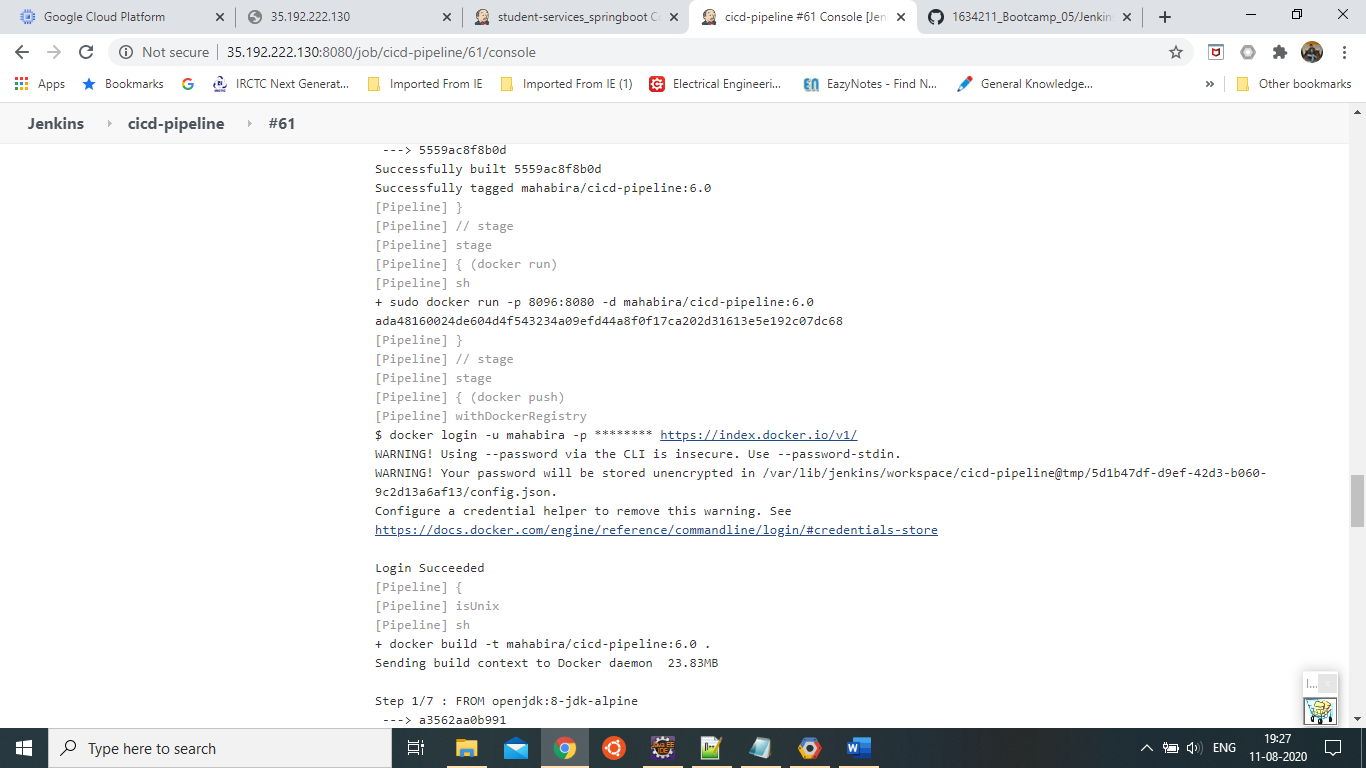 Google Cloud Platform
35.192.222.130
student-services_springboot Co
cicd-pipeline #61 Console [Jen
1634211_Bootcamp_05/Jenkin
Not secure
35.192.222.130:8080/job/cicd-pipeline/61/console
Apps
Bookmarks
IRCTC Next Generat...
Imported From IE
Imported From IE (1)
Electrical Engineeri...
EazyNotes - Find N...
General Knowledge...
»
Other bookmarks
Jenkins
cicd-pipeline
#61
---> 5559ac8f8b0d
Successfully built 5559ac8f8b0d
Successfully tagged mahabira/cicd-pipeline:6.0
[Pipeline] }
[Pipeline] // stage
[Pipeline] stage
[Pipeline] { (docker run)
[Pipeline] sh
+ sudo docker run -p 8096:8080 -d mahabira/cicd-pipeline:6.0
ada48160024de604d4f543234a09efd44a8f0f17ca202d31613e5e192c07dc68
[Pipeline] }
[Pipeline] // stage
[Pipeline] stage
[Pipeline] { (docker push)
[Pipeline] withDockerRegistry
$ docker login -u mahabira -p ******** https://index.docker.io/v1/
WARNING! Using --password via the CLI is insecure. Use --password-stdin.
WARNING! Your password will be stored unencrypted in /var/lib/jenkins/workspace/cicd-pipeline@tmp/5d1b47df-d9ef-42d3-b060-
9c2d13a6af13/config.json.
Configure a credential helper to remove this warning. See
https://docs.docker.com/engine/reference/commandline/login/#credentials-store
Login Succeeded
[Pipeline] {
[Pipeline] isUnix
[Pipeline] sh
+ docker build -t mahabira/cicd-pipeline:6.0 .
Sending build context to Docker daemon  23.83MB
Step 1/7 : FROM openjdk:8-jdk-alpine
---> a3562aa0b991
Type here to search
ENG
19:27
11-08-2020